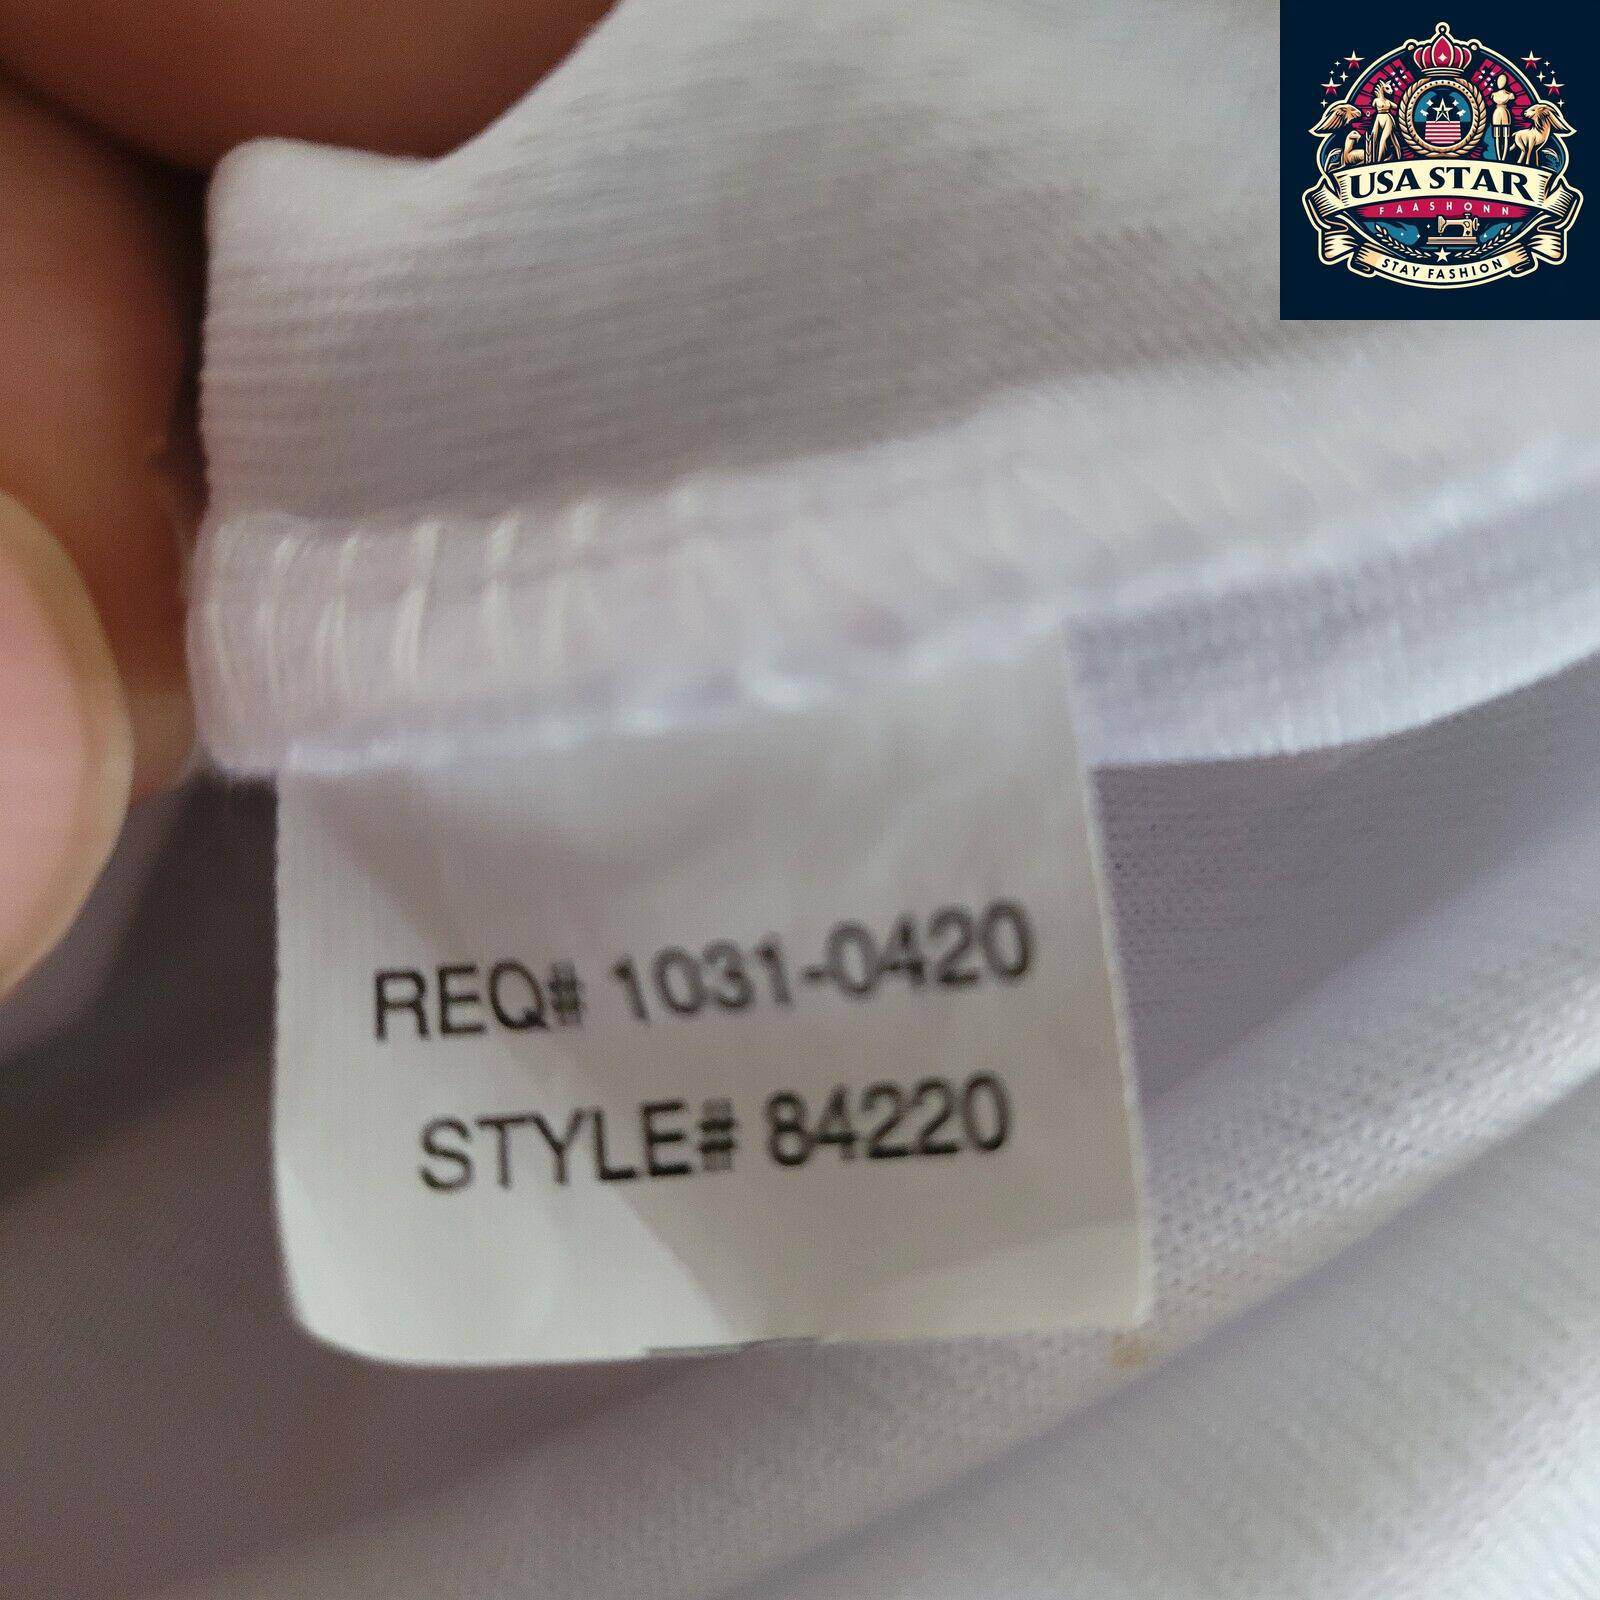 USA STAR
FAASHONN
STAY FASHION
REQ# 1031-0420
STYLE# 84220